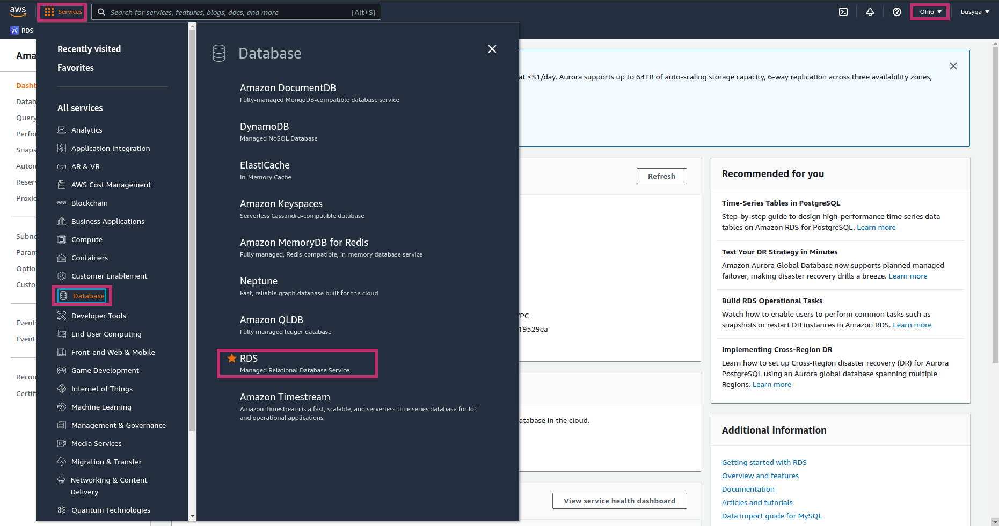 aws
Services
Search for services, features, blogs, docs, and more
[Alt+S]
Ohio ▼
busyqa ▼
RDS
Ama
Dashb
Datab
Query
Perfo
Snaps
Auton
Reser
Proxie
Subne
Param
Optio
Custo
Event
Event
Recon
Certif
Recently visited
Favorites
All services
Analytics
Application Integration
AR & VR
AWS Cost Management
Blockchain
Business Applications
Compute
Containers
Customer Enablement
Database
Developer Tools
End User Computing
Front-end Web & Mobile
Game Development
Internet of Things
Machine Learning
Management & Governance
Media Services
Migration & Transfer
Networking & Content
Delivery
Quantum Technologies
Database
Amazon DocumentDB
Fully-managed MongoDB-compatible database service
DynamoDB
Managed NoSQL Database
ElastiCache
In-Memory Cache
Amazon Keyspaces
Serverless Cassandra-compatible database
Amazon MemoryDB for Redis
Fully managed, Redis-compatible, in-memory database service
Neptune
Fast, reliable graph database built for the cloud
Amazon QLDB
Fully managed ledger database
RDS
Managed Relational Database Service
Amazon Timestream
Amazon Timestream is a fast, scalable, and serverless time series database for IoT
and operational applications.
at <$1/day. Aurora supports up to 64TB of auto-scaling storage capacity, 6-way replication across three availability zones,
Refresh
PC
19529ea
atabase in the cloud.
View service health dashboard
Recommended for you
Time-Series Tables in PostgreSQL
Step-by-step guide to design high-performance time series data
tables on Amazon RDS for PostgreSQL. Learn more
Test Your DR Strategy in Minutes
Amazon Aurora Global Database now supports planned managed
failover, making disaster recovery drills a breeze. Learn more
Build RDS Operational Tasks
Watch how to enable users to perform common tasks such as
snapshots or restart DB instances in Amazon RDS. Learn more
Implementing Cross-Region DR
Learn how to set up Cross-Region disaster recovery (DR) for Aurora
PostgreSQL using an Aurora global database spanning multiple
Regions. Learn more
Additional information
Getting started with RDS
Overview and features
Documentation
Articles and tutorials
Data import guide for MySQL